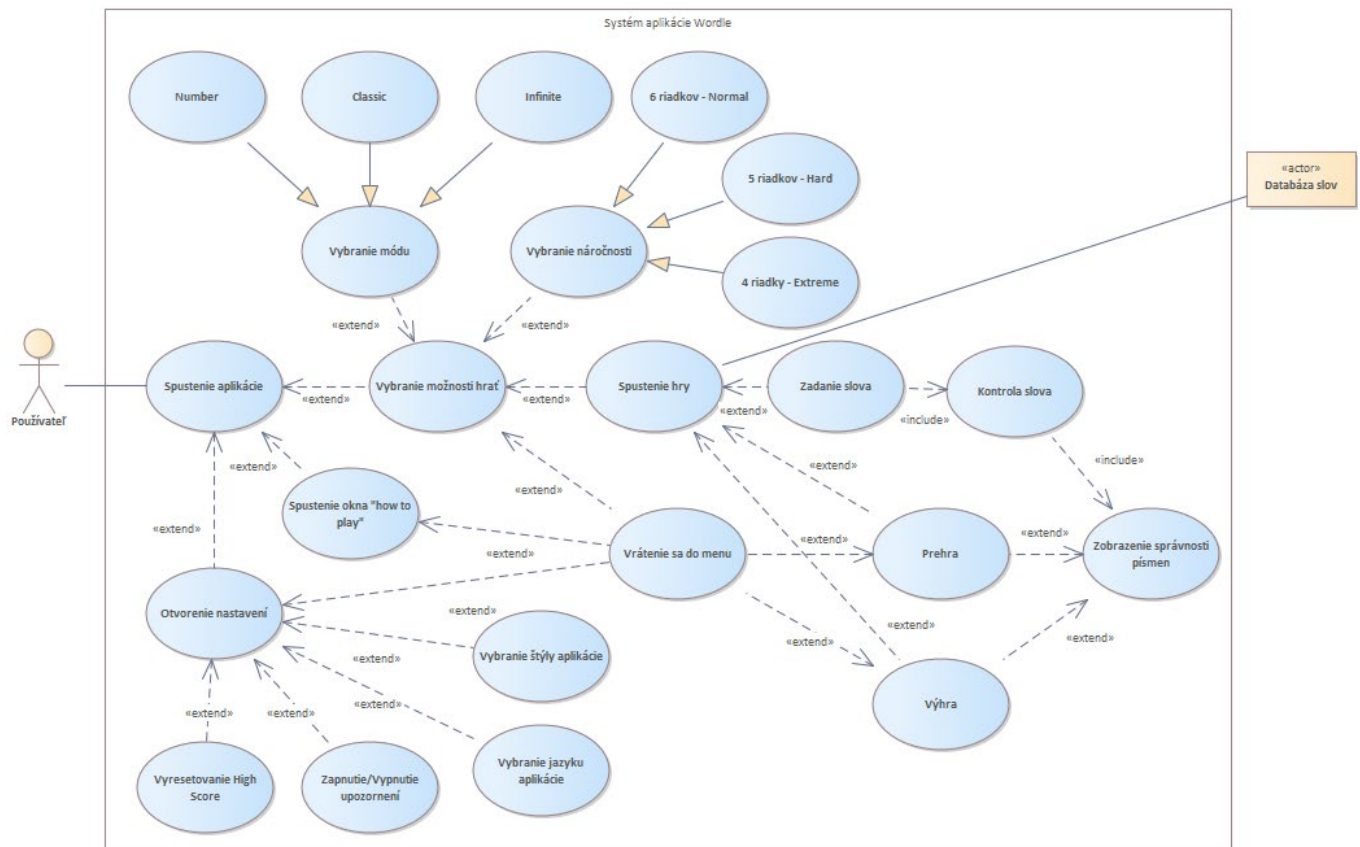 Systém aplikácie Wordle
Number
Classic
Infinite
6 riadkov - Normal
5 riadkov - Hard
«actor»
Databáza slov
Vybranie módu
Vybranie náročnosti
4 riadky - Extreme
«extend»
«extend»
Používateľ
Spustenie aplikácie
Vybranie možnosti hrať
Spustenie hry
Zadanie slova
Kontrola slova
«extend»
«extend»
«extend»
«include»
«extend»
«extend»
«extend»
«include»
Spustenie okna "how to
play"
«extend»
«extend»
«extend»
«extend»
Vrátenie sa do menu
Prehra
Zobrazenie správnosti
písmen
Otvorenie nastavení
«extend»
«extend»
«extend»
«extend»
Vybranie štýly aplikácie
«extend»
Výhra
«extend»
«extend»
«extend»
Vyresetovanie High
Score
Zapnutie/Vypnutie
upozornení
Vybranie jazyku
aplikácie